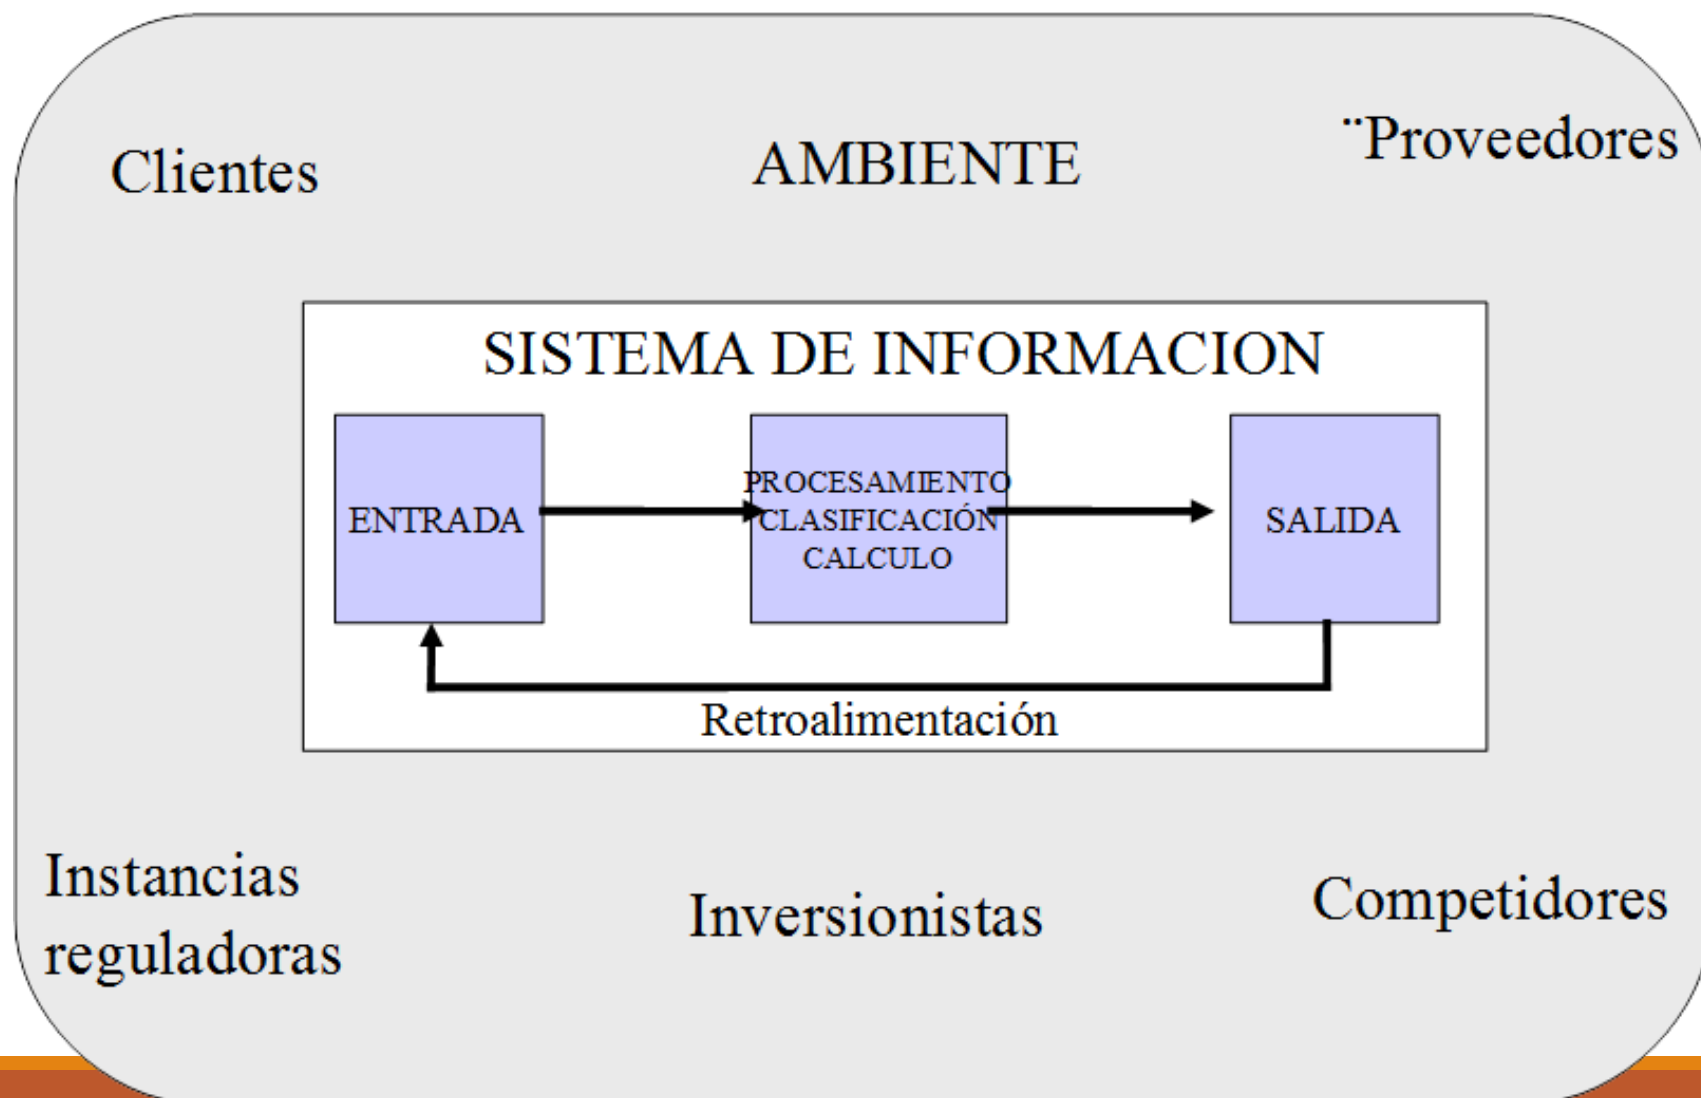 Clientes
AMBIENTE
¨Proveedores
SISTEMA DE INFORMACION
ENTRADA
PROCESAMIENTO
CLASIFICACIÓN
CALCULO
SALIDA
Retroalimentación
Instancias
reguladoras
Inversionistas
Competidores